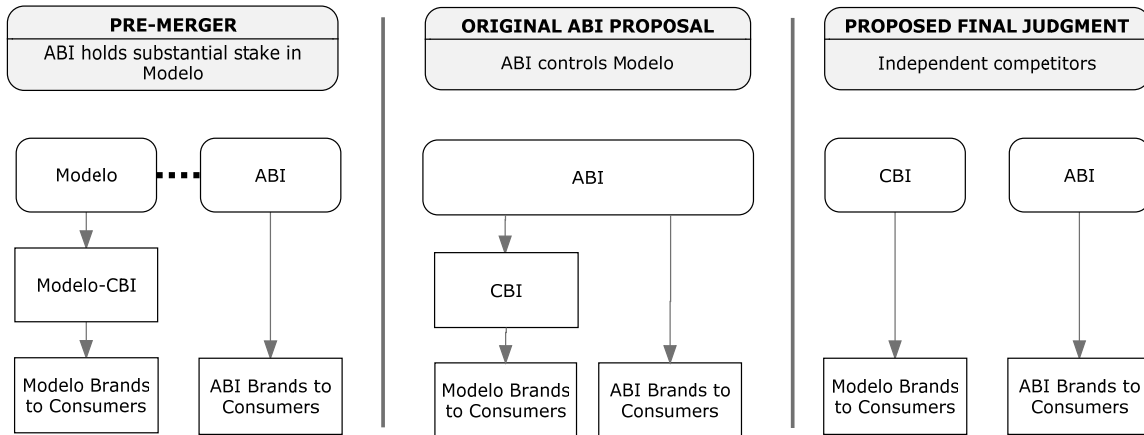 PRE-MERGER
ABI holds substantial stake in
Modelo
Modelo
ABI
Modelo-CBI
Modelo Brands
to Consumers
ABI Brands to
Consumers
ORIGINAL ABI PROPOSAL
ABI controls Modelo
ABI
CBI
Modelo Brands
to Consumers
ABI Brands to
Consumers
PROPOSED FINAL JUDGMENT
Independent competitors
CBI
ABI
Modelo Brands
to Consumers
ABI Brands to
Consumers